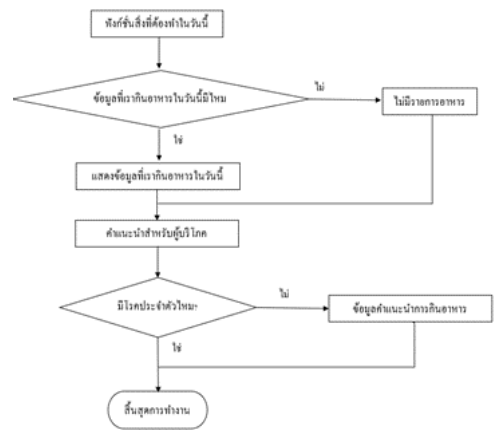 ฟังก์ชั่นสิ่งที่ต้องทำในวันนี้
ข้อมูลที่เรากินอาหารในวันนี้มีไหม
ไม่
ไม่มีรายการอาหาร
ใช่
แสดงข้อมูลที่เรากินอาหารในวันนี้
คำแนะนำสำหรับผู้บริโภค
มีโรคประจำตัวไหม?
ไม่
ข้อมูลคำแนะนำการกินอาหาร
ใช่
สิ้นสุดการทำงาน